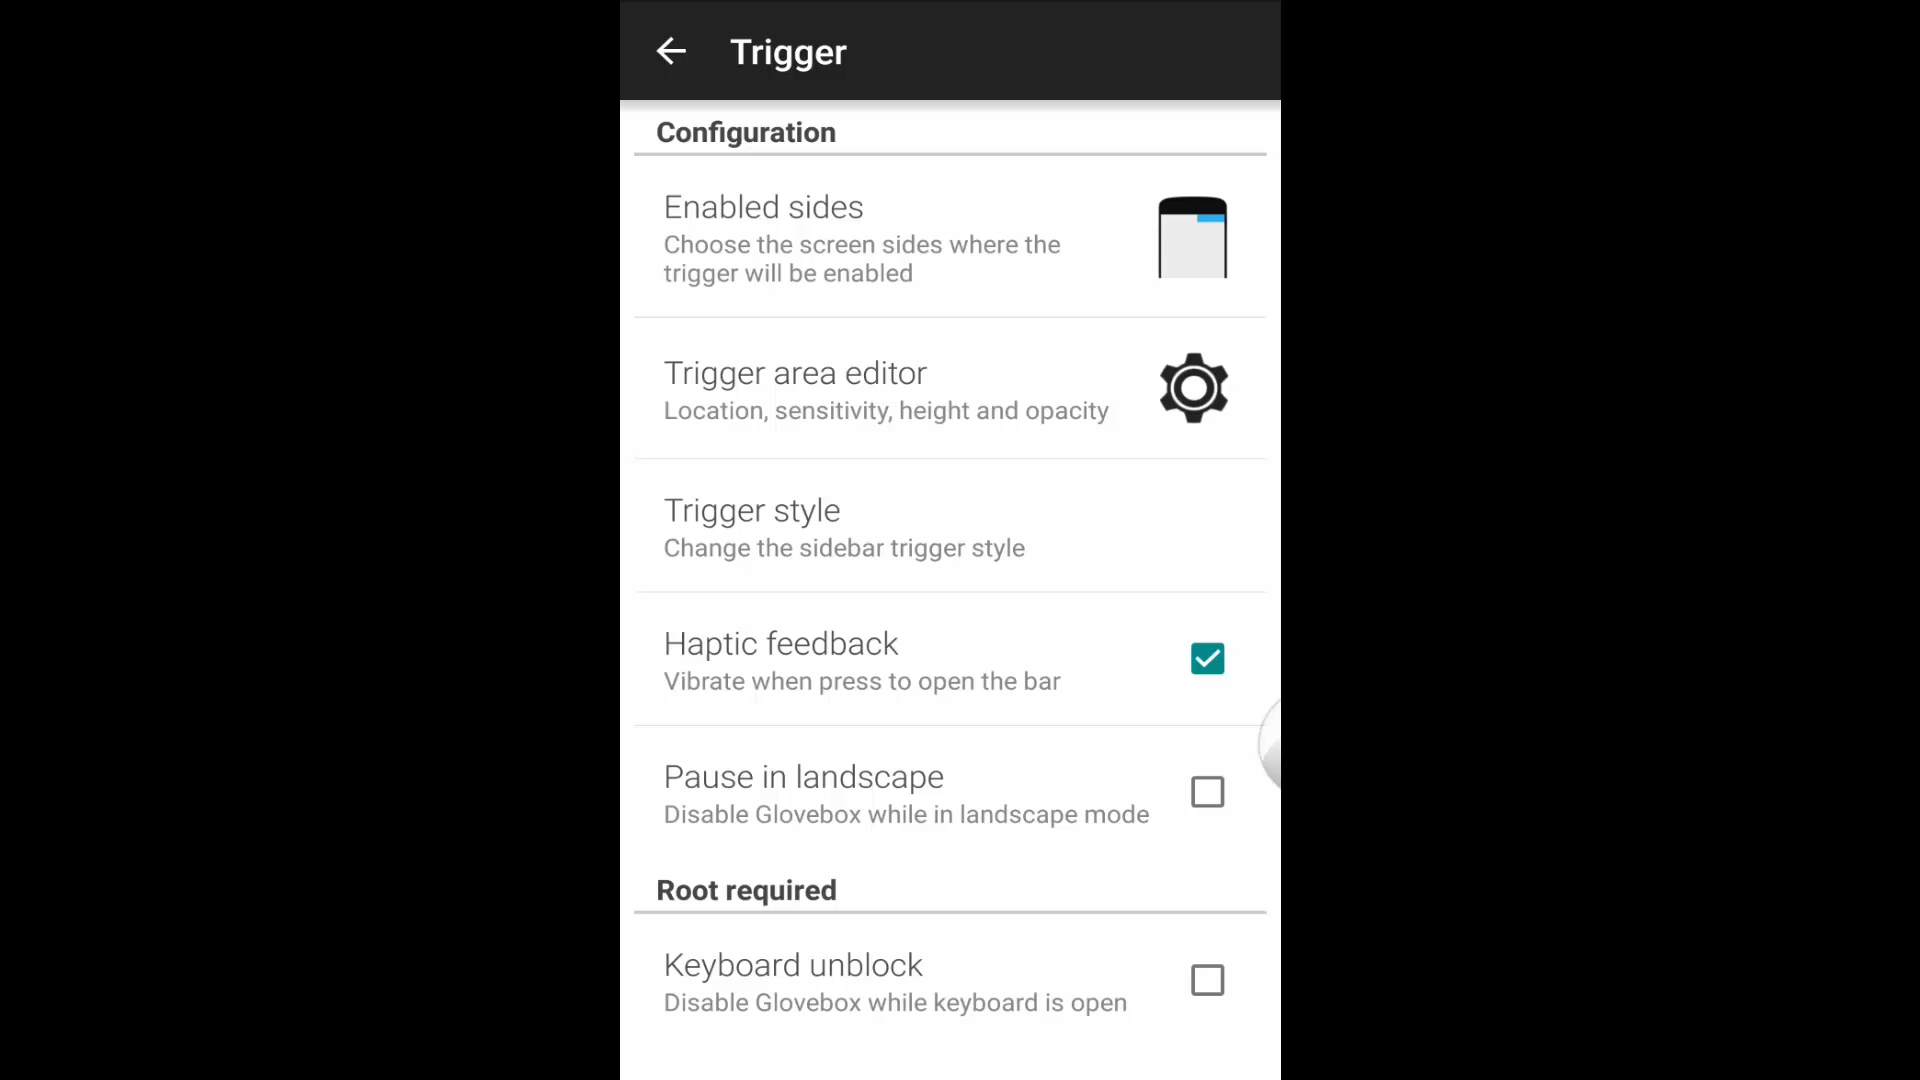 Trigger
Configuration
Enabled sides
Choose the screen sides where the
trigger will be enabled
Trigger area editor
Location, sensitivity, height and opacity
Trigger style
Change the sidebar trigger style
Haptic feedback
Vibrate when press to open the bar
Pause in landscape
Disable Glovebox while in landscape mode
Root required
Keyboard unblock
Disable Glovebox while keyboard is open